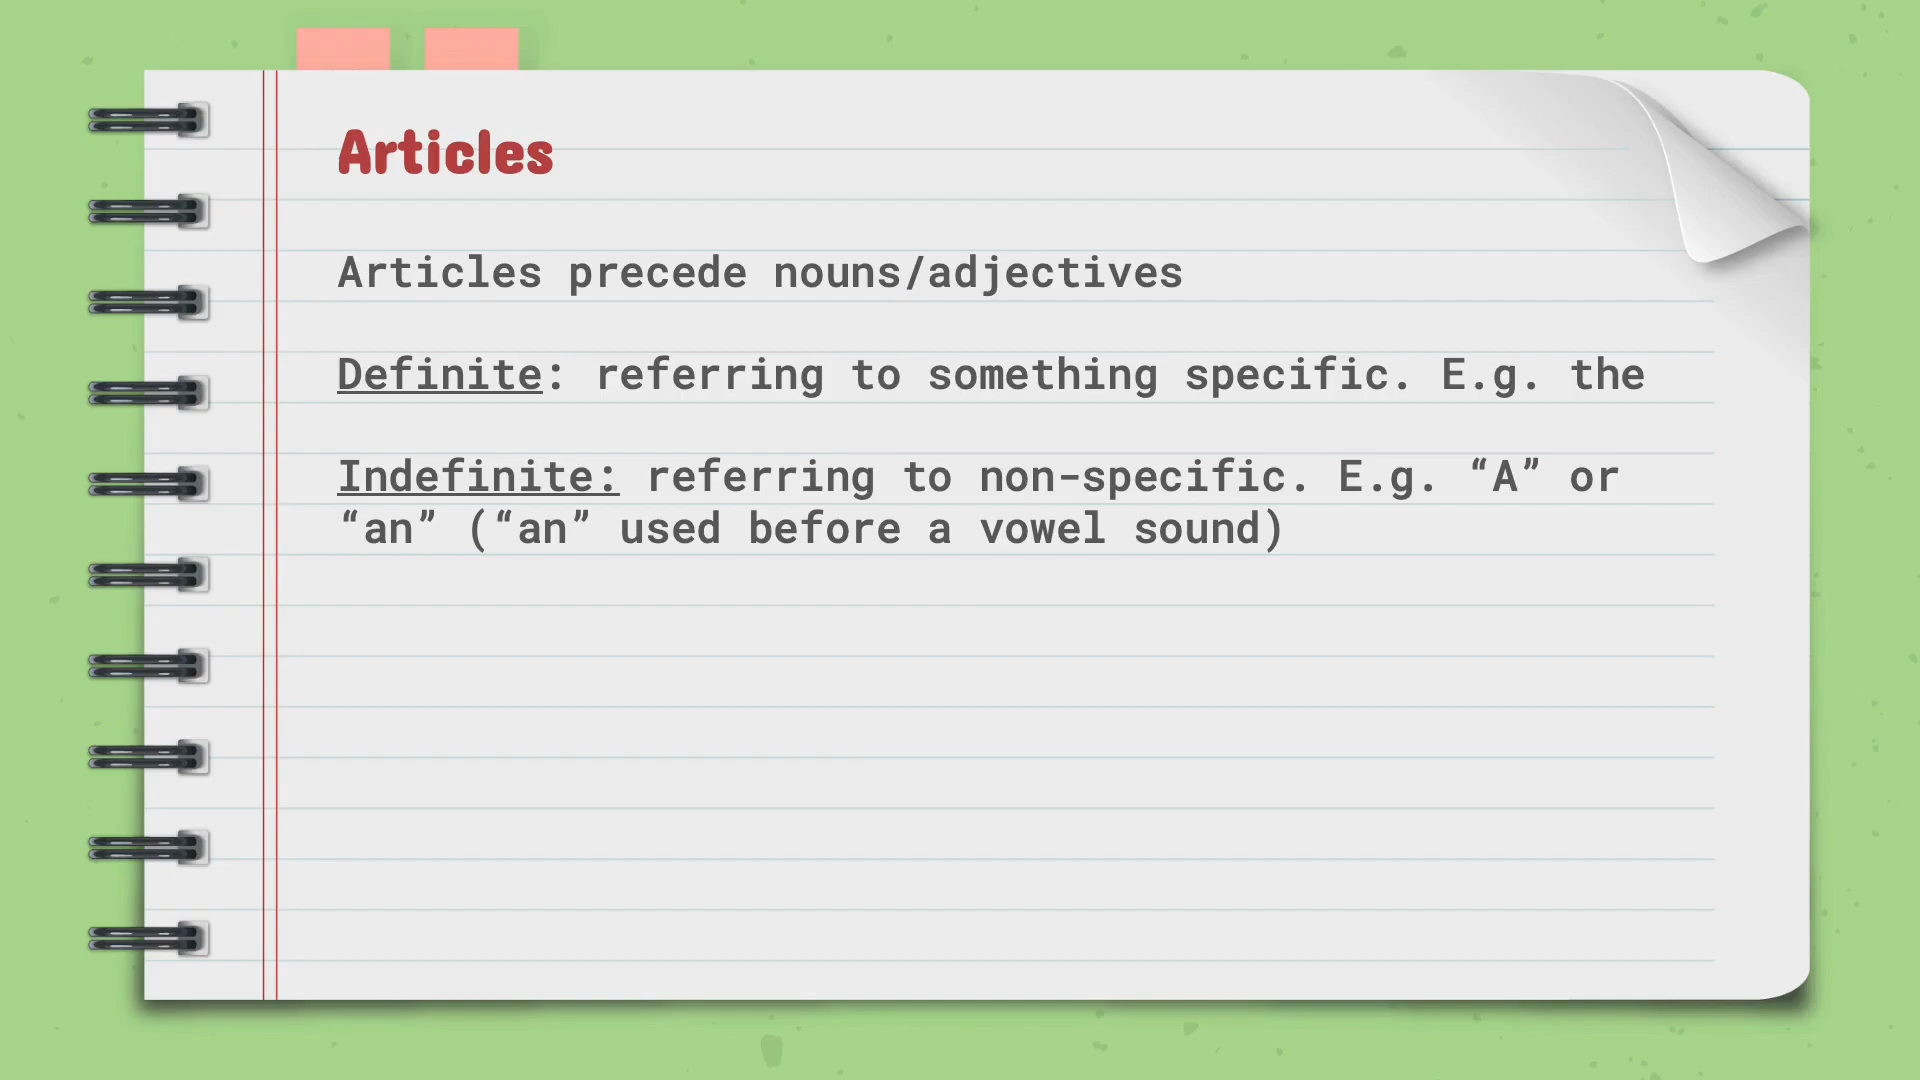 Articles
Articles precede nouns/adjectives
Definite: referring to something specific. E.g. the
Indefinite: referring to non-specific. E.g. “A” or
“an” (“an” used before a vowel sound)